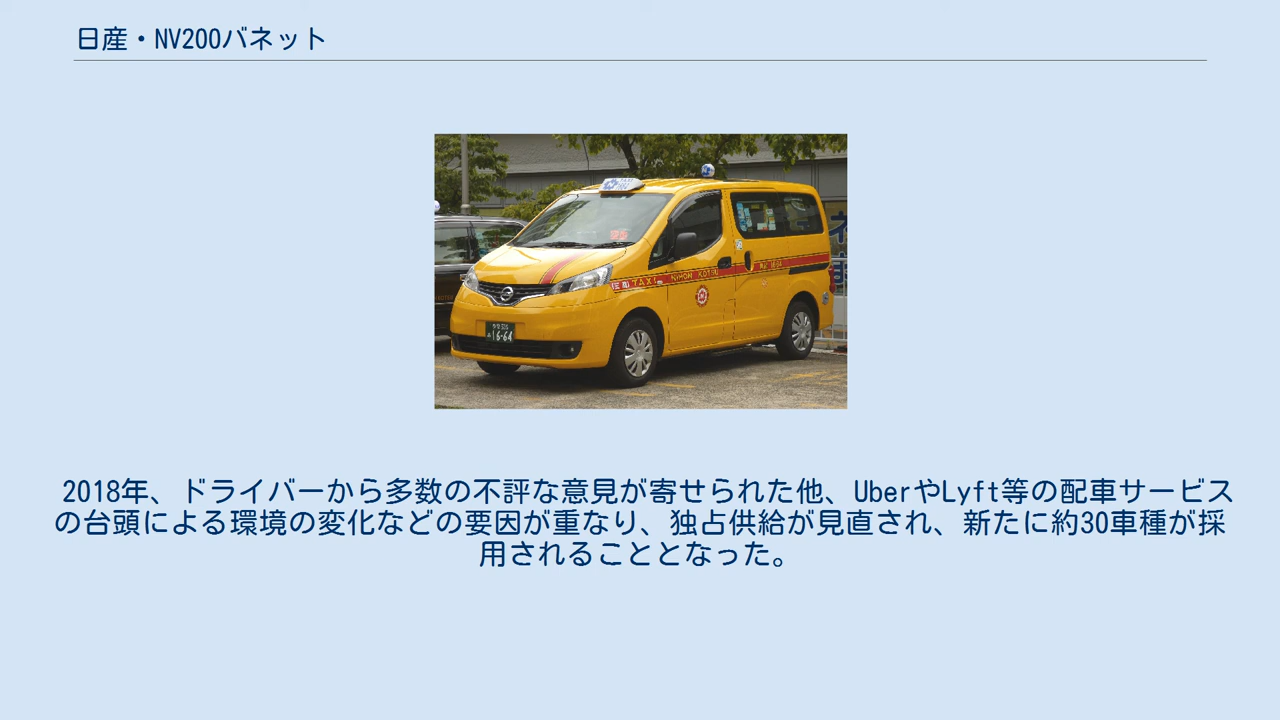 日産・NV200バネット
TAXI NIHON KOTSU
16-64
2018年、ドライバーから多数の不評な意見が寄せられた他、UberやLyft等の配車サービス
の台頭による環境の変化などの要因が重なり、独占供給が見直され、新たに約30車種が採
用されることとなった。